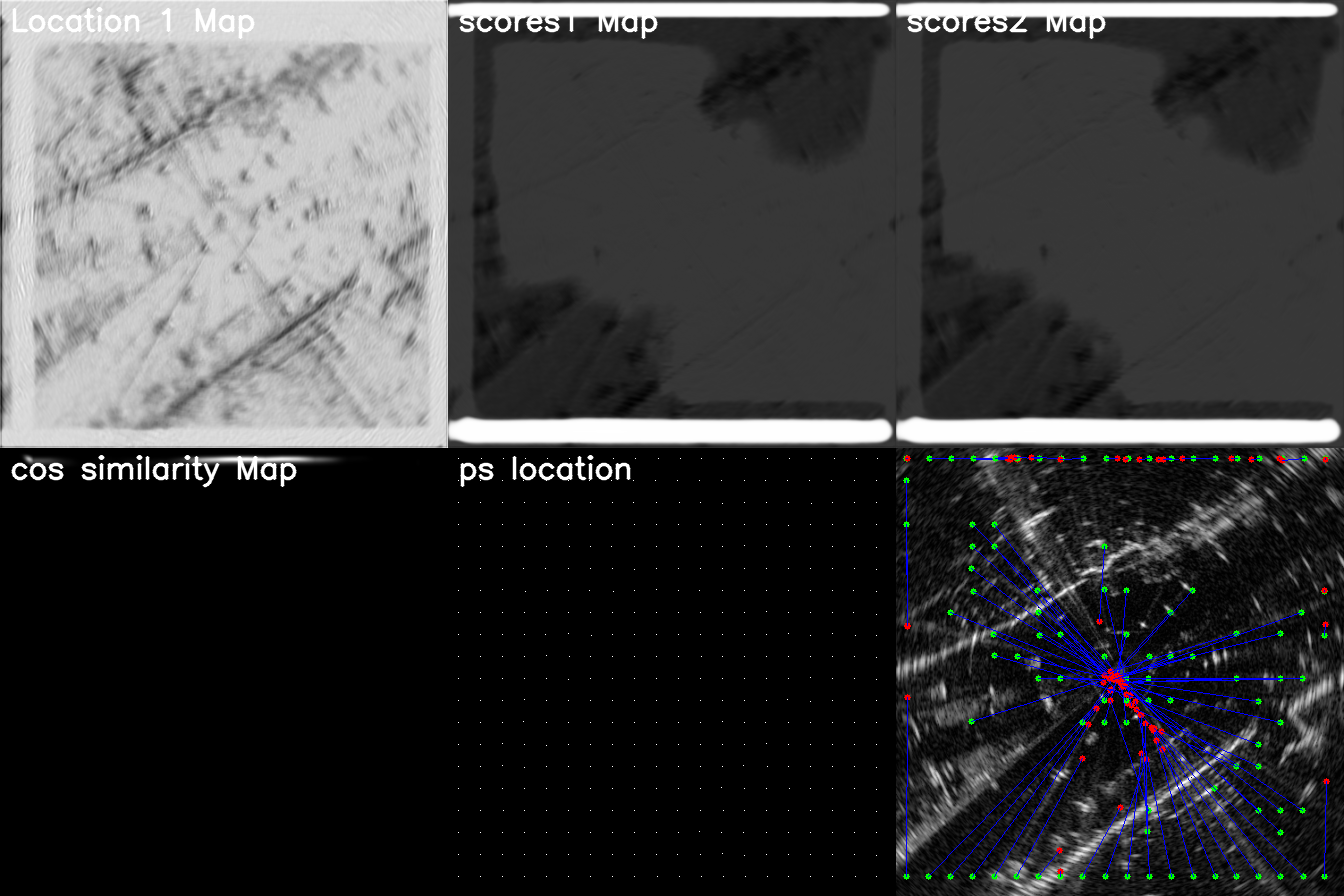 Location 1 Map
scores1 Map
scores2 Map
cos similarity Map
ps location